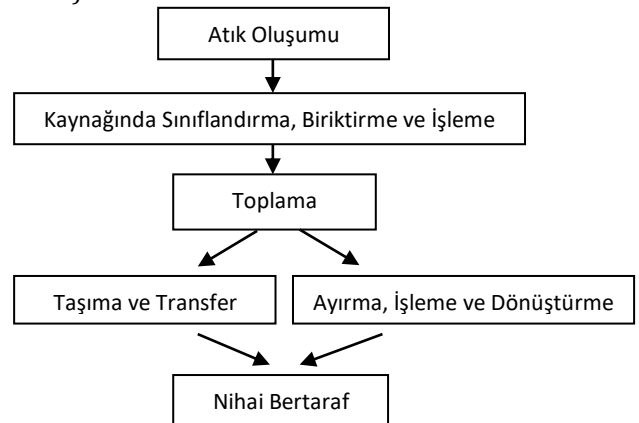 Atık Oluşumu
Kaynağında Sınıflandırma, Biriktirme ve İşleme
Toplama
Taşıma ve Transfer
Ayırma, İşleme ve Dönüştürme
Nihai Bertaraf